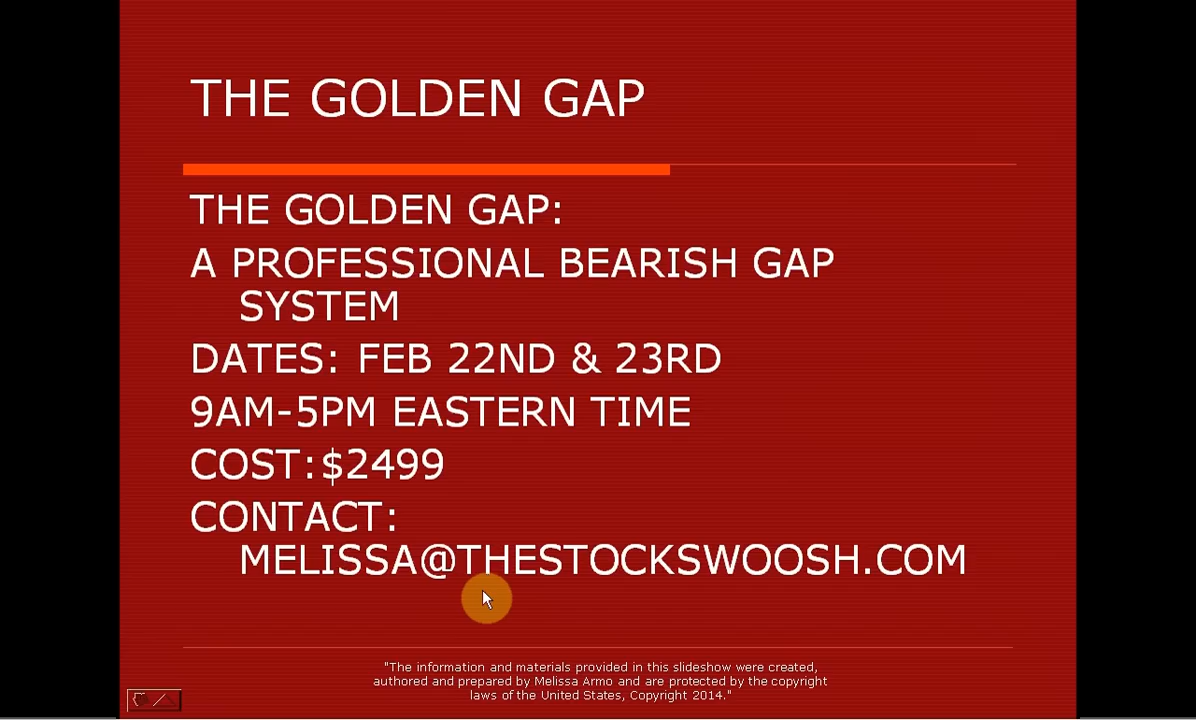 THE GOLDEN GAP
THE GOLDEN GAP:
A PROFESSIONAL BEARISH GAP
SYSTEM
DATES: FEB 22ND & 23RD
9AM-5PM EASTERN TIME
COST:$2499
CONTACT:
MELISSA@THESTOCKSWOOSH.COM
"The information and materials provided in this slideshow were created,
authored and prepared by Melissa Armo and are protected by the copyright
laws of the United States, Copyright 2014."